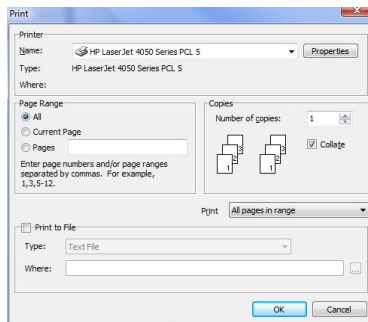 Print
Printer
Name: HP LaserJet 4050 Series PCL 5 Properties
Type: HP LaserJet 4050 Series PCL 5
Where:
Page Range
All
Current Page
Pages
Enter page numbers and/or page ranges
separated by commas. For example,
1,3,5-12.
Copies
Number of copies: 1
1 2 3 1 2 3
Collate
Print All pages in range
Print to File
Type: Text File
Where: ...
OK Cancel